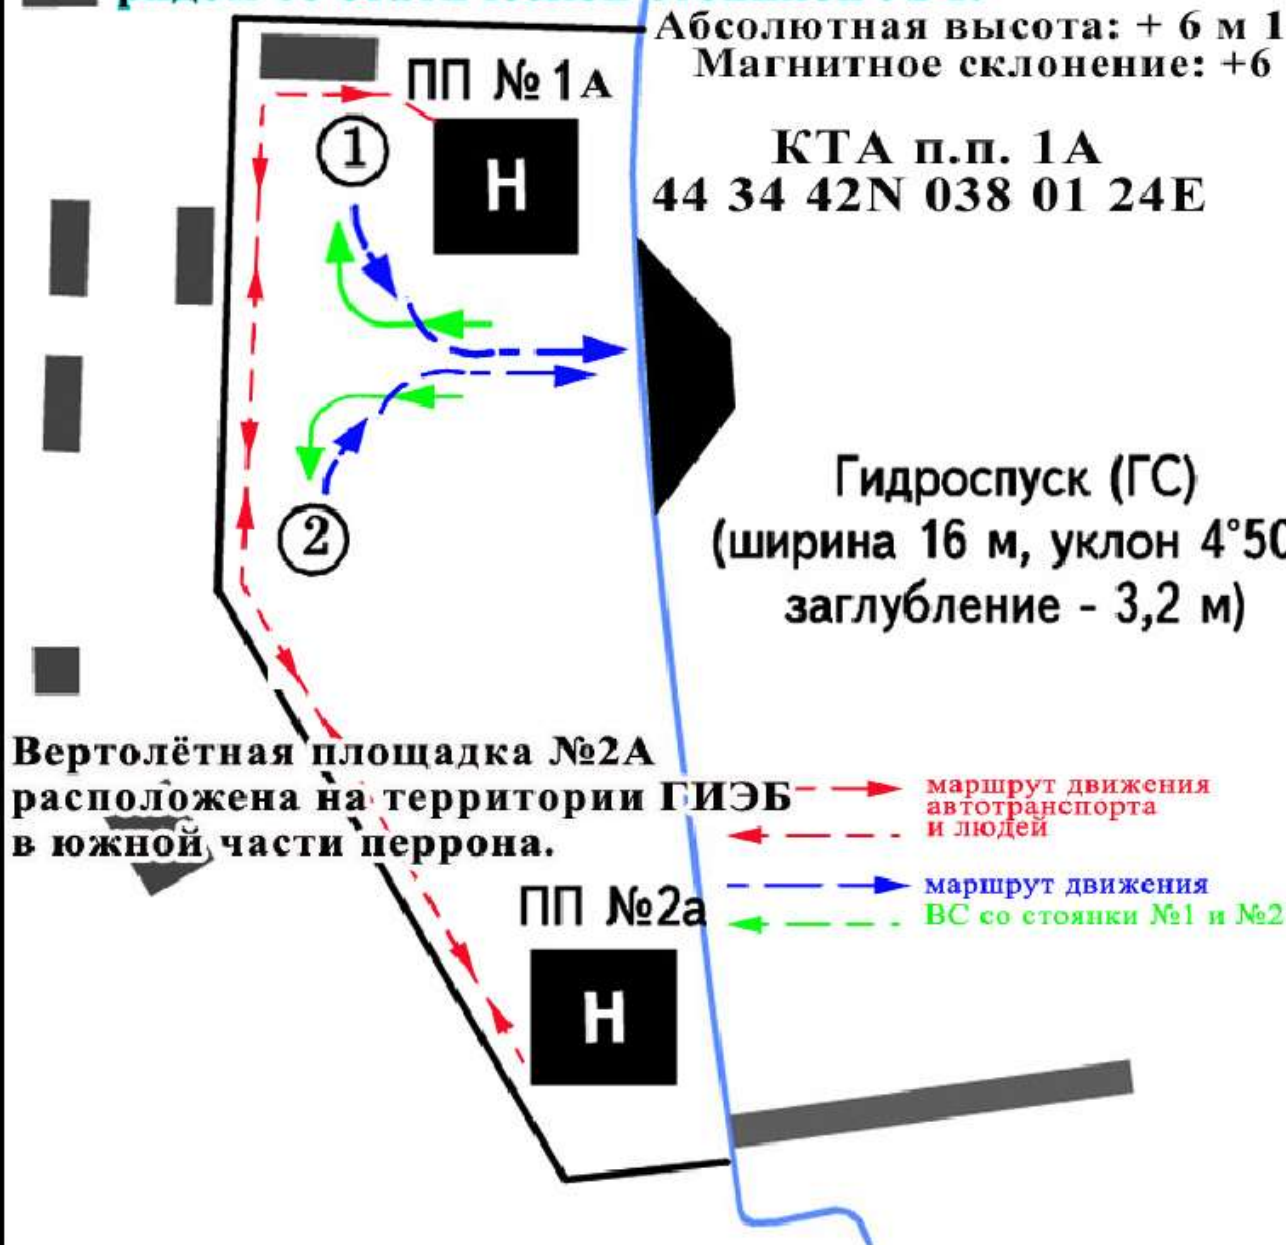 Абсолютная высота: + 6 м 1
Магнитное склонение: +6
ПП № 1А
1
Н
КТА п.п. 1А
44 34 42N 038 01 24E
2
Гидроспуск (ГС)
(ширина 16 м, уклон 4°50
заглубление - 3,2 м)
Вертолётная площадка №2А
расположена на территории ГИЭБ
в южной части перрона.
маршрут движения
автотранспорта
и людей
маршрут движения
ВС со стоянки №1 и №2
ПП №2а
Н